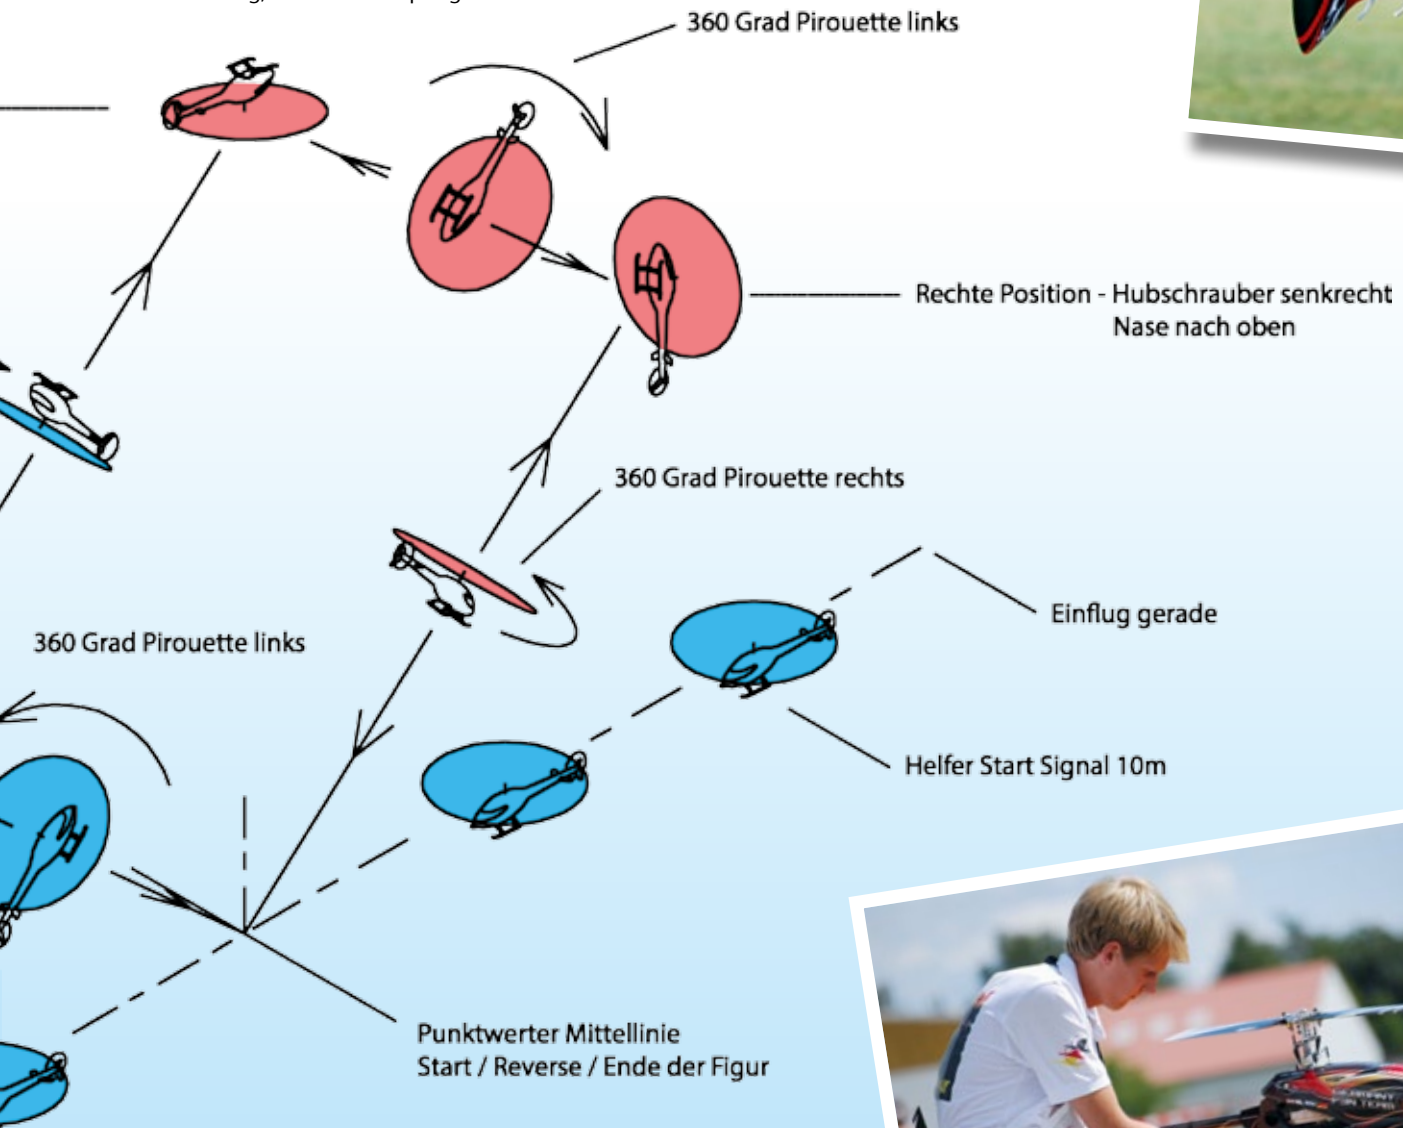 360 Grad Pirouette links
Rechte Position - Hubschrauber senkrecht
Nase nach oben
360 Grad Pirouette rechts
Einflug gerade
360 Grad Pirouette links
Helfer Start Signal 10m
Punktwerter Mittellinie
Start / Reverse / Ende der Figur